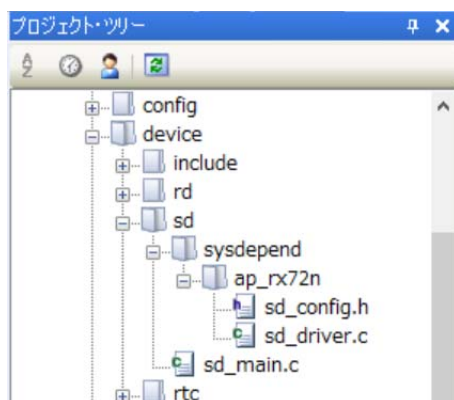 プロジェクト・ツリー
config
device
include
rd
sd
sysdepend
ap_rx72n
sd_config.h
sd_driver.c
sd_main.c
rtc